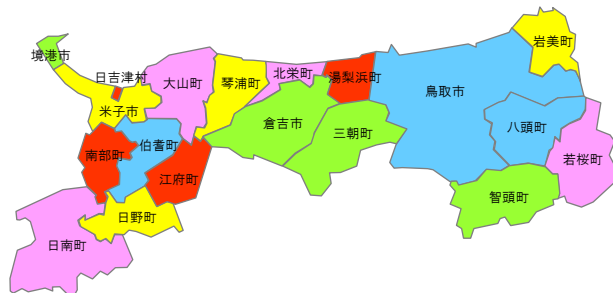 境港市
日吉津村
米子市
大山町
琴浦町
北栄町
湯梨浜町
鳥取市
岩美町
南部町
伯耆町
倉吉市
三朝町
八頭町
若桜町
江府町
智頭町
日南町
日野町